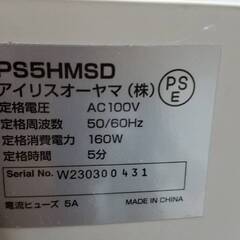 PS5HMSD
アイリスオーヤマ(株)
PS
E
定格電圧 AC100V
定格周波数 50/60Hz
定格消費電力 160W
定格時間 5分
Serial No. W230300431
電流ヒューズ 5A MADE IN CHINA